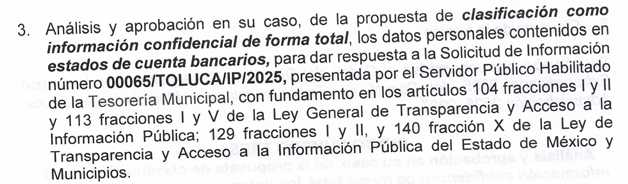 3. Análisis y aprobación en su caso, de la propuesta de clasificación como
información confidencial de forma total, los datos personales contenidos en
estados de cuenta bancarios, para dar respuesta a la Solicitud de Información
número 00065/TOLUCA/IP/2025, presentada por el Servidor Público Habilitado
de la Tesorería Municipal, con fundamento en los artículos 104 fracciones I y II
y 113 fracciones I y V de la Ley General de Transparencia y Acceso a la
Información Pública; 129 fracciones I y II, y 140 fracción X de la Ley de
Transparencia y Acceso a la Información Pública del Estado de México y
Municipios.